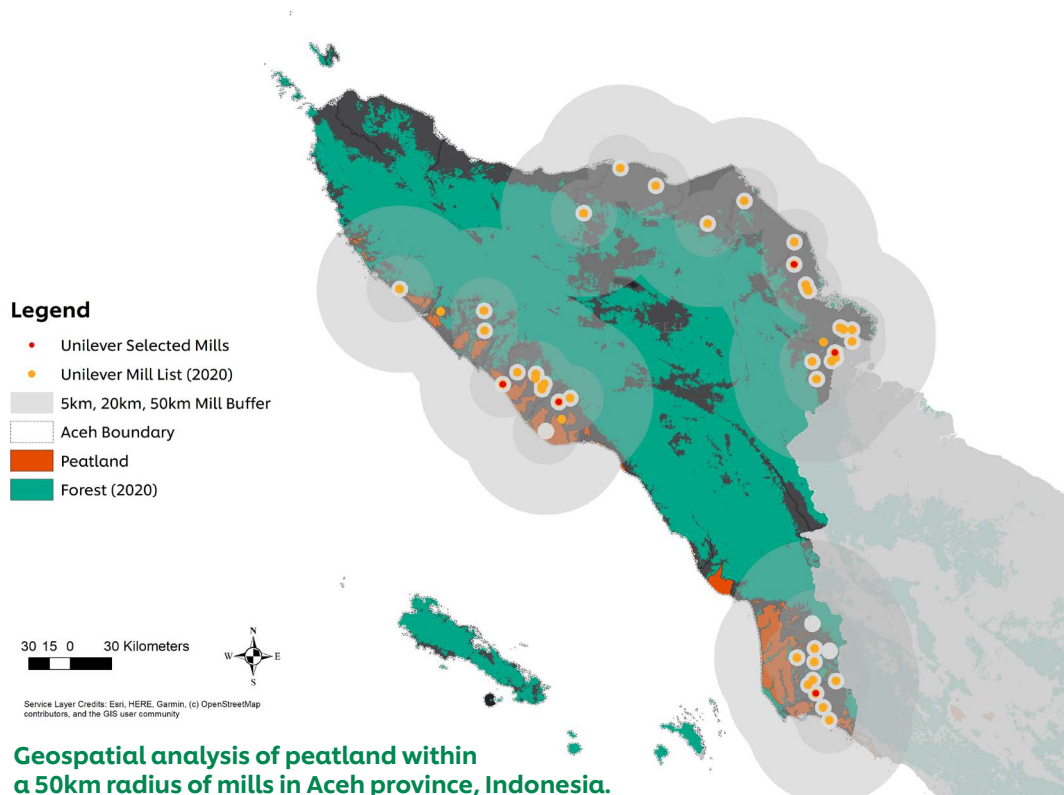 Legend
Unilever Selected Mills
Unilever Mill List (2020)
5km, 20km, 50km Mill Buffer
Aceh Boundary
Peatland
Forest (2020)
30 15 0 30 Kilometers
N
W E
S
Service Layer Credits: Esri, HERE, Garmin, (c) OpenStreetMap
contributors, and the GIS user community
Geospatial analysis of peatland within
a 50km radius of mills in Aceh province, Indonesia.